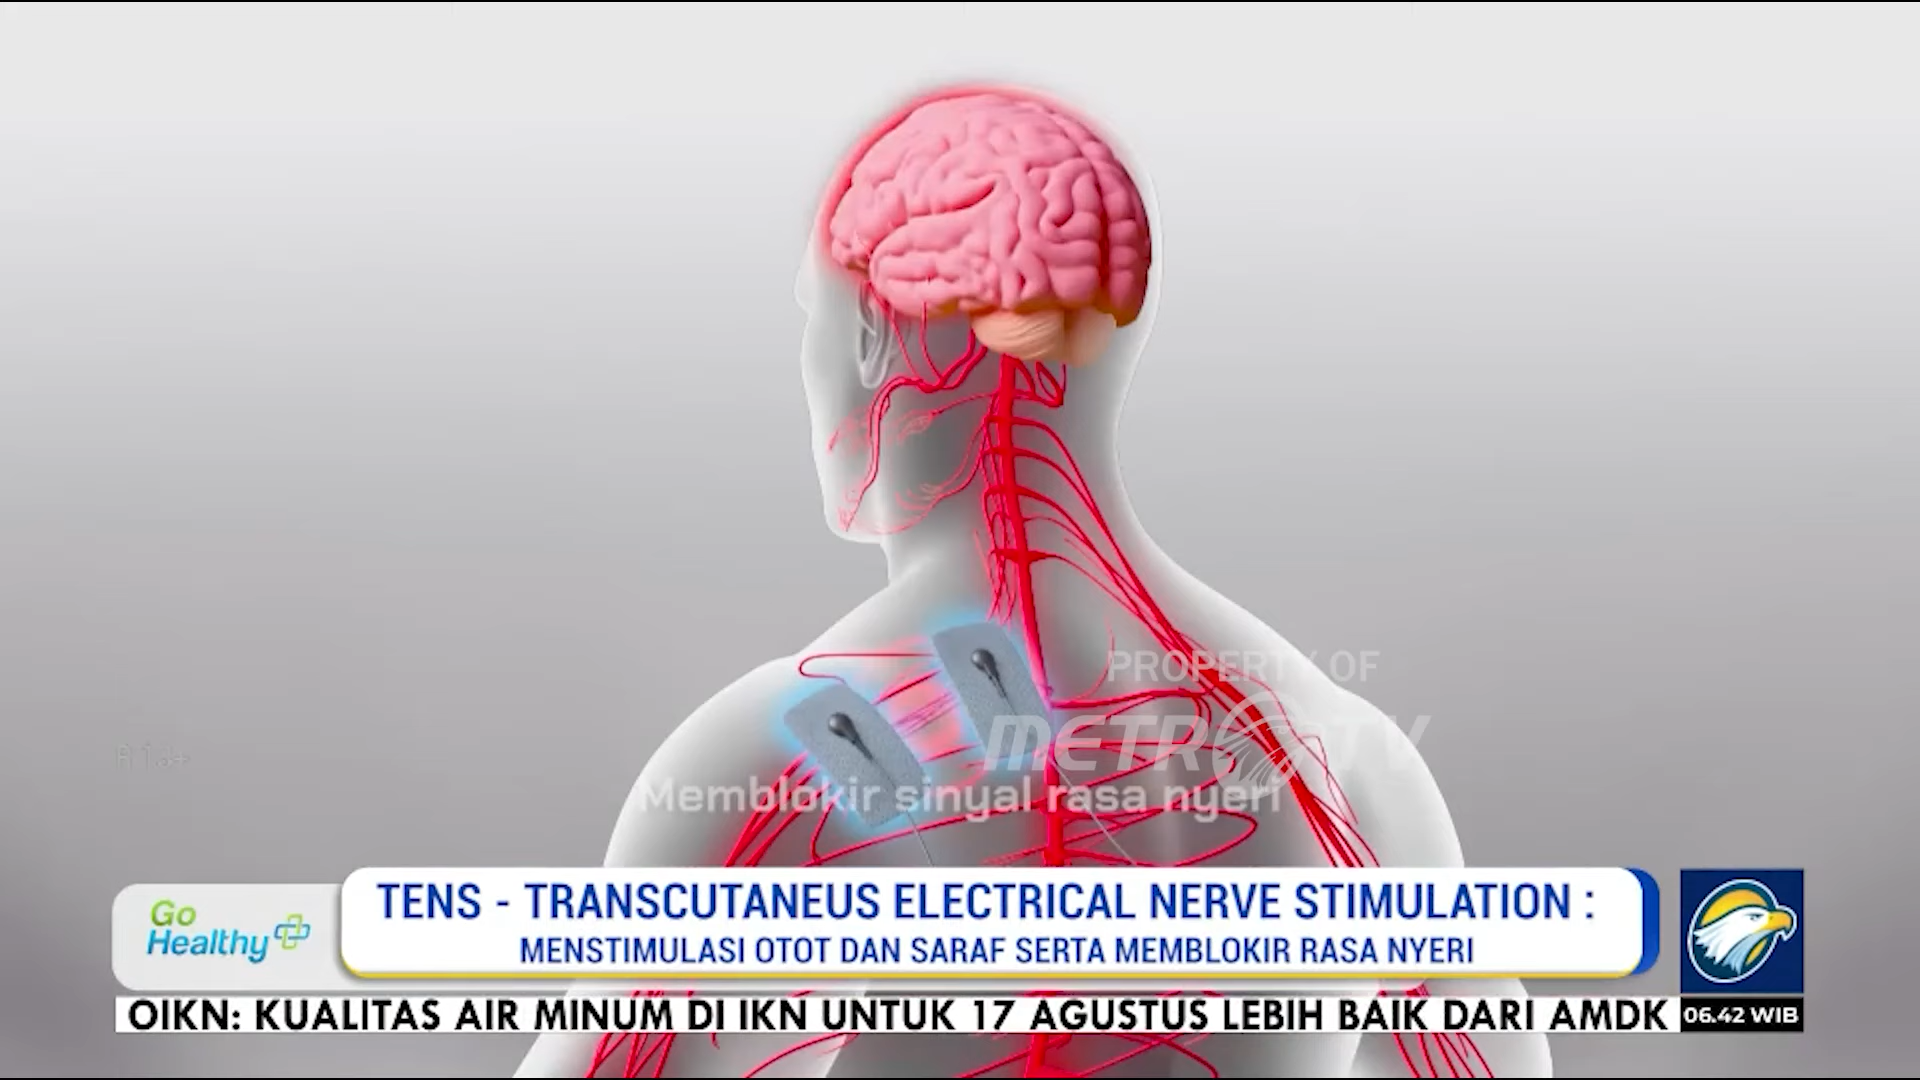 PROPERTY OF
METRO TV
R 13+
Memblokir sinyal rasa nyeri
TENS - TRANSCUTANEUS ELECTRICAL NERVE STIMULATION :
Go
Healthy
MENSTIMULASI OTOT DAN SARAF SERTA MEMBLOKIR RASA NYERI
OIKN: KUALITAS AIR MINUM DI IKN UNTUK 17 AGUSTUS LEBIH BAIK DARI AMDK
06.42 WIB